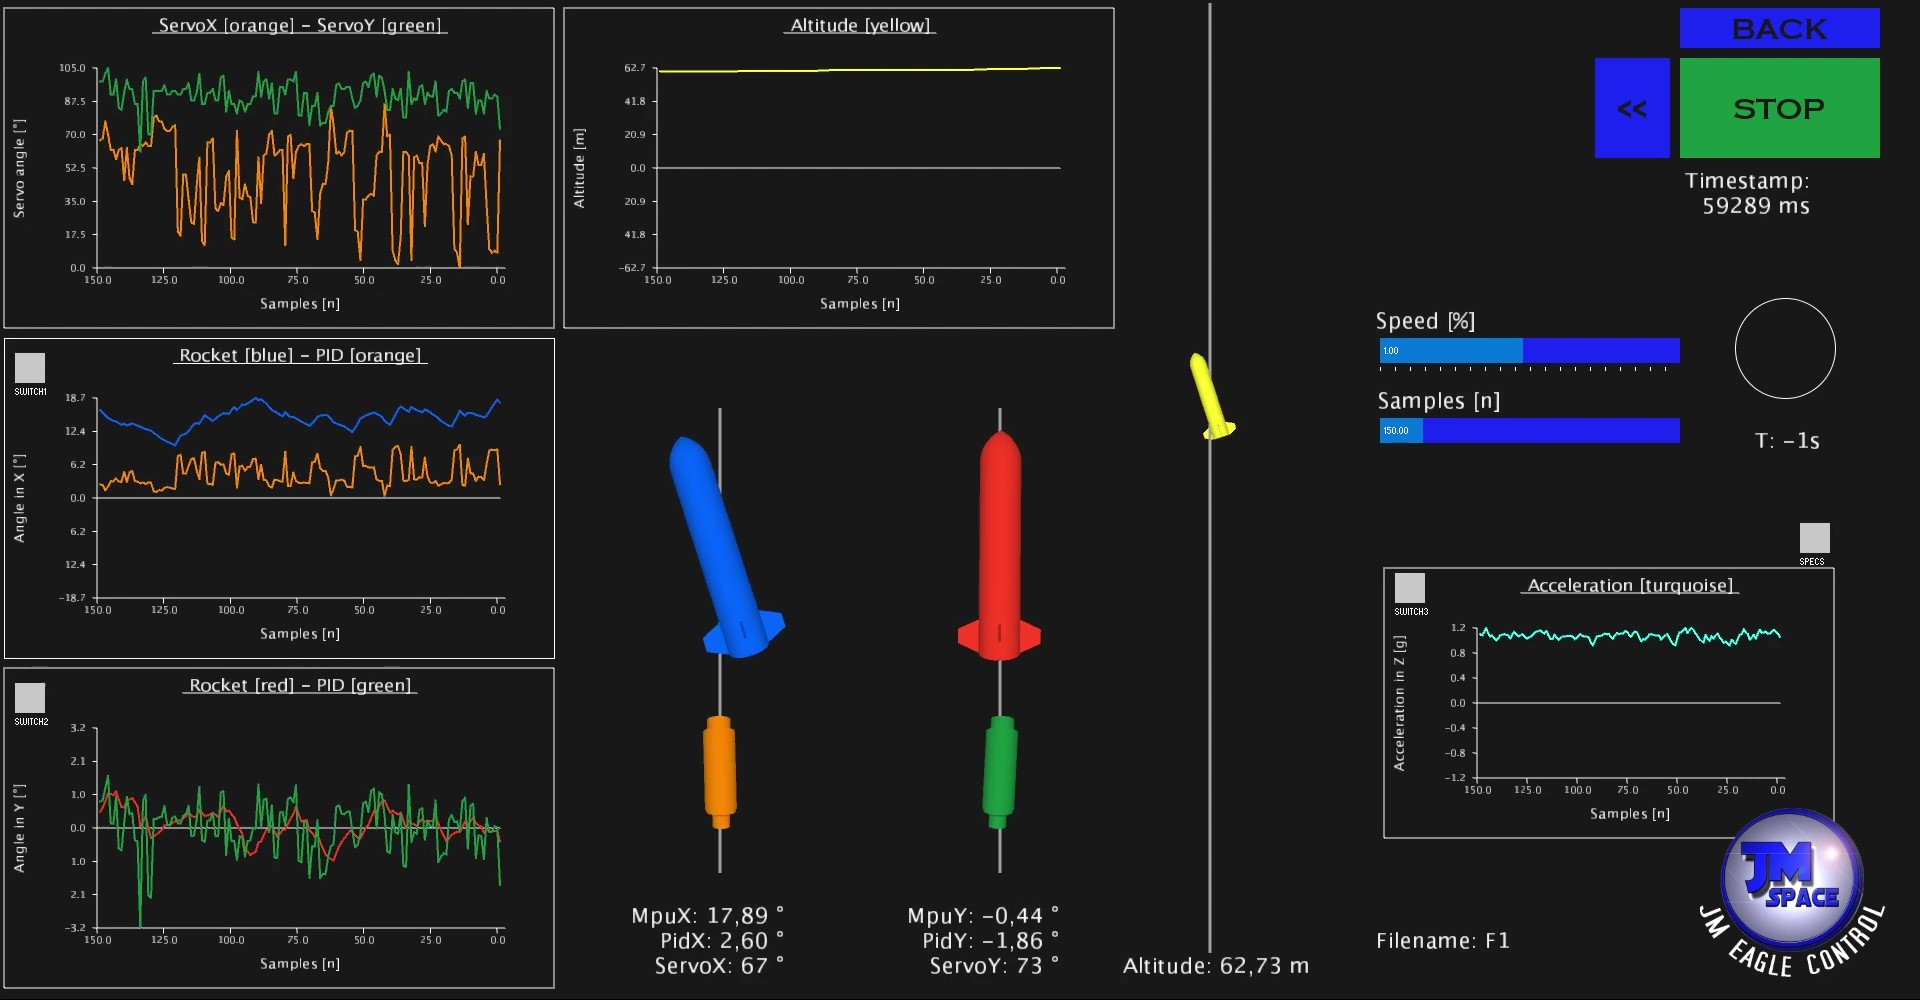 ServoX [orange] - ServoY [green]
105.0
87.5
70.0
52.5
35.0
17.5
0.0
Servo angle [°]
150.0 125.0 100.0 75.0 50.0 25.0 0.0
Samples [n]
Altitude [yellow]
62.7
41.8
20.9
0.0
20.9
41.8
-62.7
Altitude [m]
150.0 125.0 100.0 75.0 50.0 25.0 0.0
Samples [n]
BACK
<<
STOP
Timestamp:
59289 ms
SWITCH1
Rocket [blue] - PID [orange]
18.7
12.4
6.2
0.0
6.2
12.4
-18.7
Angle in X [°]
150.0 125.0 100.0 75.0 50.0 25.0 0.0
Samples [n]
Speed [%]
1.00
Samples [n]
150.00
T: -1s
SPECS
SWITCH2
Rocket [red] - PID [green]
3.2
2.1
1.0
0.0
1.0
2.1
-3.2
Angle in Y [°]
150.0 125.0 100.0 75.0 50.0 25.0 0.0
Samples [n]
SWITCH3
Acceleration [turquoise]
1.2
0.8
0.4
0.0
-0.4
-0.8
-1.2
Acceleration in Z [g]
150.0 125.0 100.0 75.0 50.0 25.0 0.0
Samples [n]
MpuX: 17,89 °
PidX: 2,60 °
ServoX: 67 °
MpuY: -0,44 °
PidY: -1,86 °
ServoY: 73 °
Altitude: 62,73 m
Filename: F1
JM
SPACE
JM EAGLE CONTROL